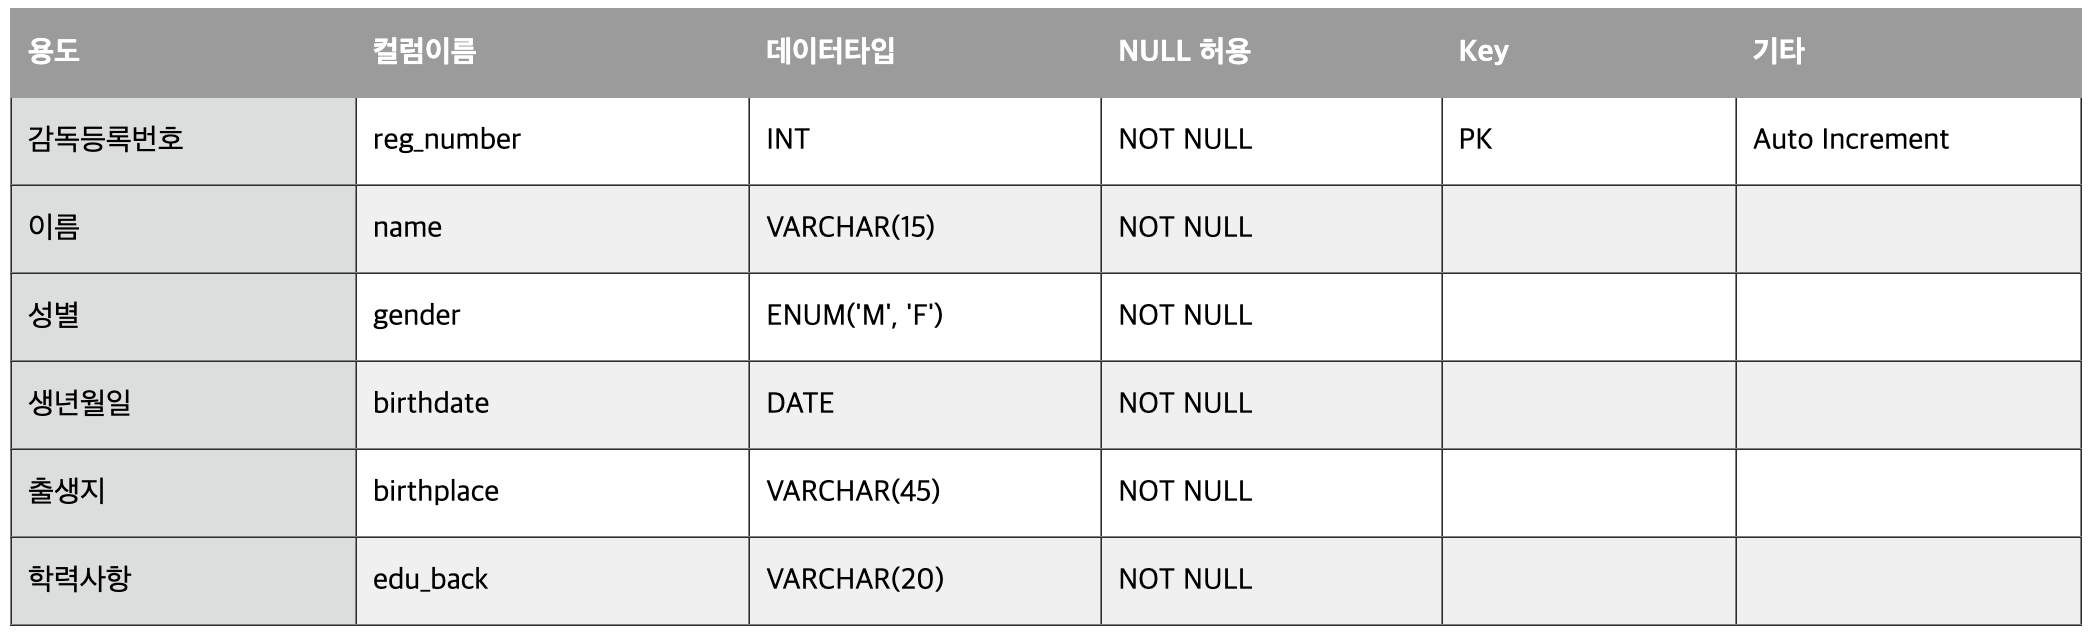 용도 컬럼이름 데이터타입 NULL 허용 Key 기타
감독등록번호 reg_number INT NOT NULL PK Auto Increment
이름 name VARCHAR(15) NOT NULL
성별 gender ENUM('M', 'F') NOT NULL
생년월일 birthdate DATE NOT NULL
출생지 birthplace VARCHAR(45) NOT NULL
학력사항 edu_back VARCHAR(20) NOT NULL